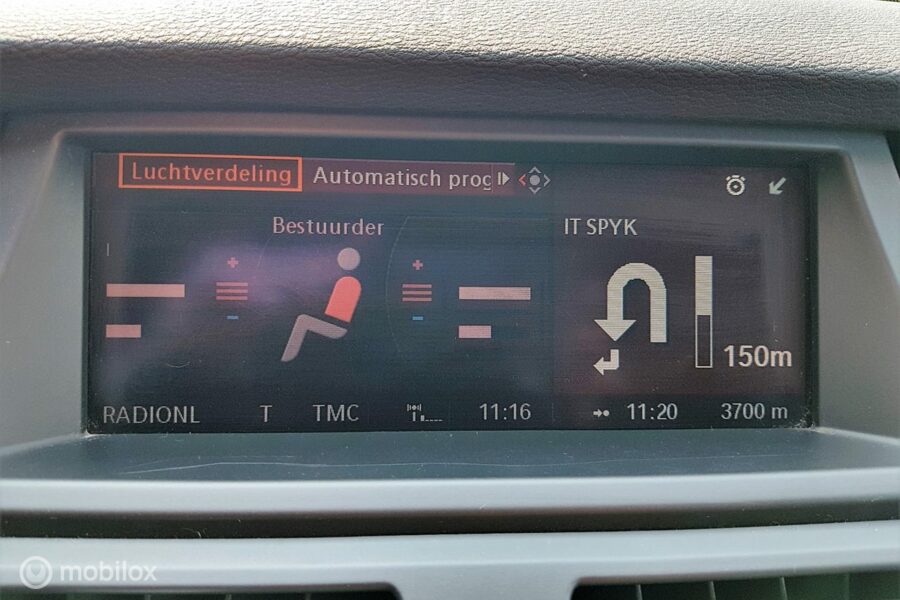 Luchtverdeling Automatisch prog
Bestuurder
IT SPYK
150m
RADIONL T TMC 11:16 11:20 3700 m
mobilox